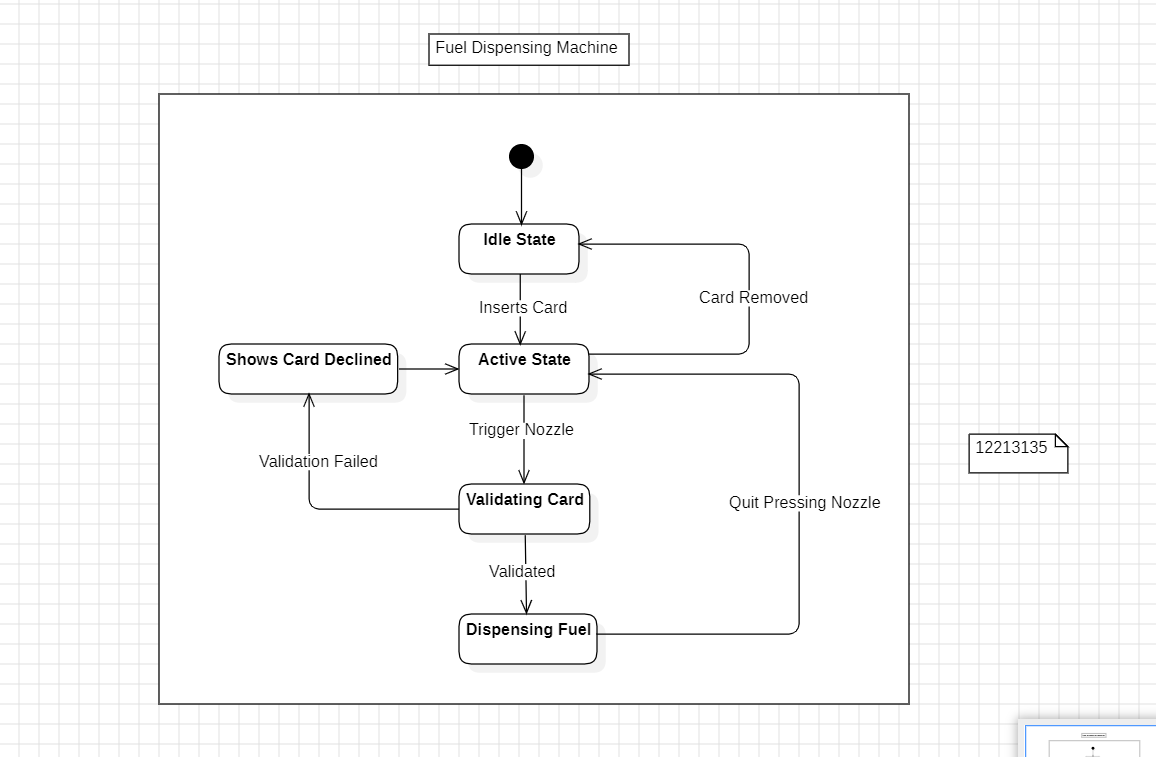 Fuel Dispensing Machine
Idle State
Inserts Card
Card Removed
Shows Card Declined
Active State
Trigger Nozzle
12213135
Validation Failed
Validating Card
Quit Pressing Nozzle
Validated
Dispensing Fuel